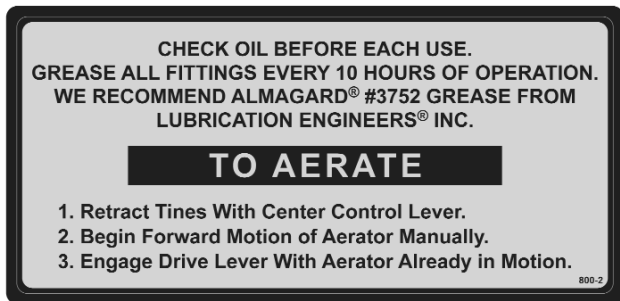 CHECK OIL BEFORE EACH USE.
GREASE ALL FITTINGS EVERY 10 HOURS OF OPERATION.
WE RECOMMEND ALMAGARD® #3752 GREASE FROM
LUBRICATION ENGINEERS® INC.
TO AERATE
1. Retract Tines With Center Control Lever.
2. Begin Forward Motion of Aerator Manually.
3. Engage Drive Lever With Aerator Already in Motion.
800-2